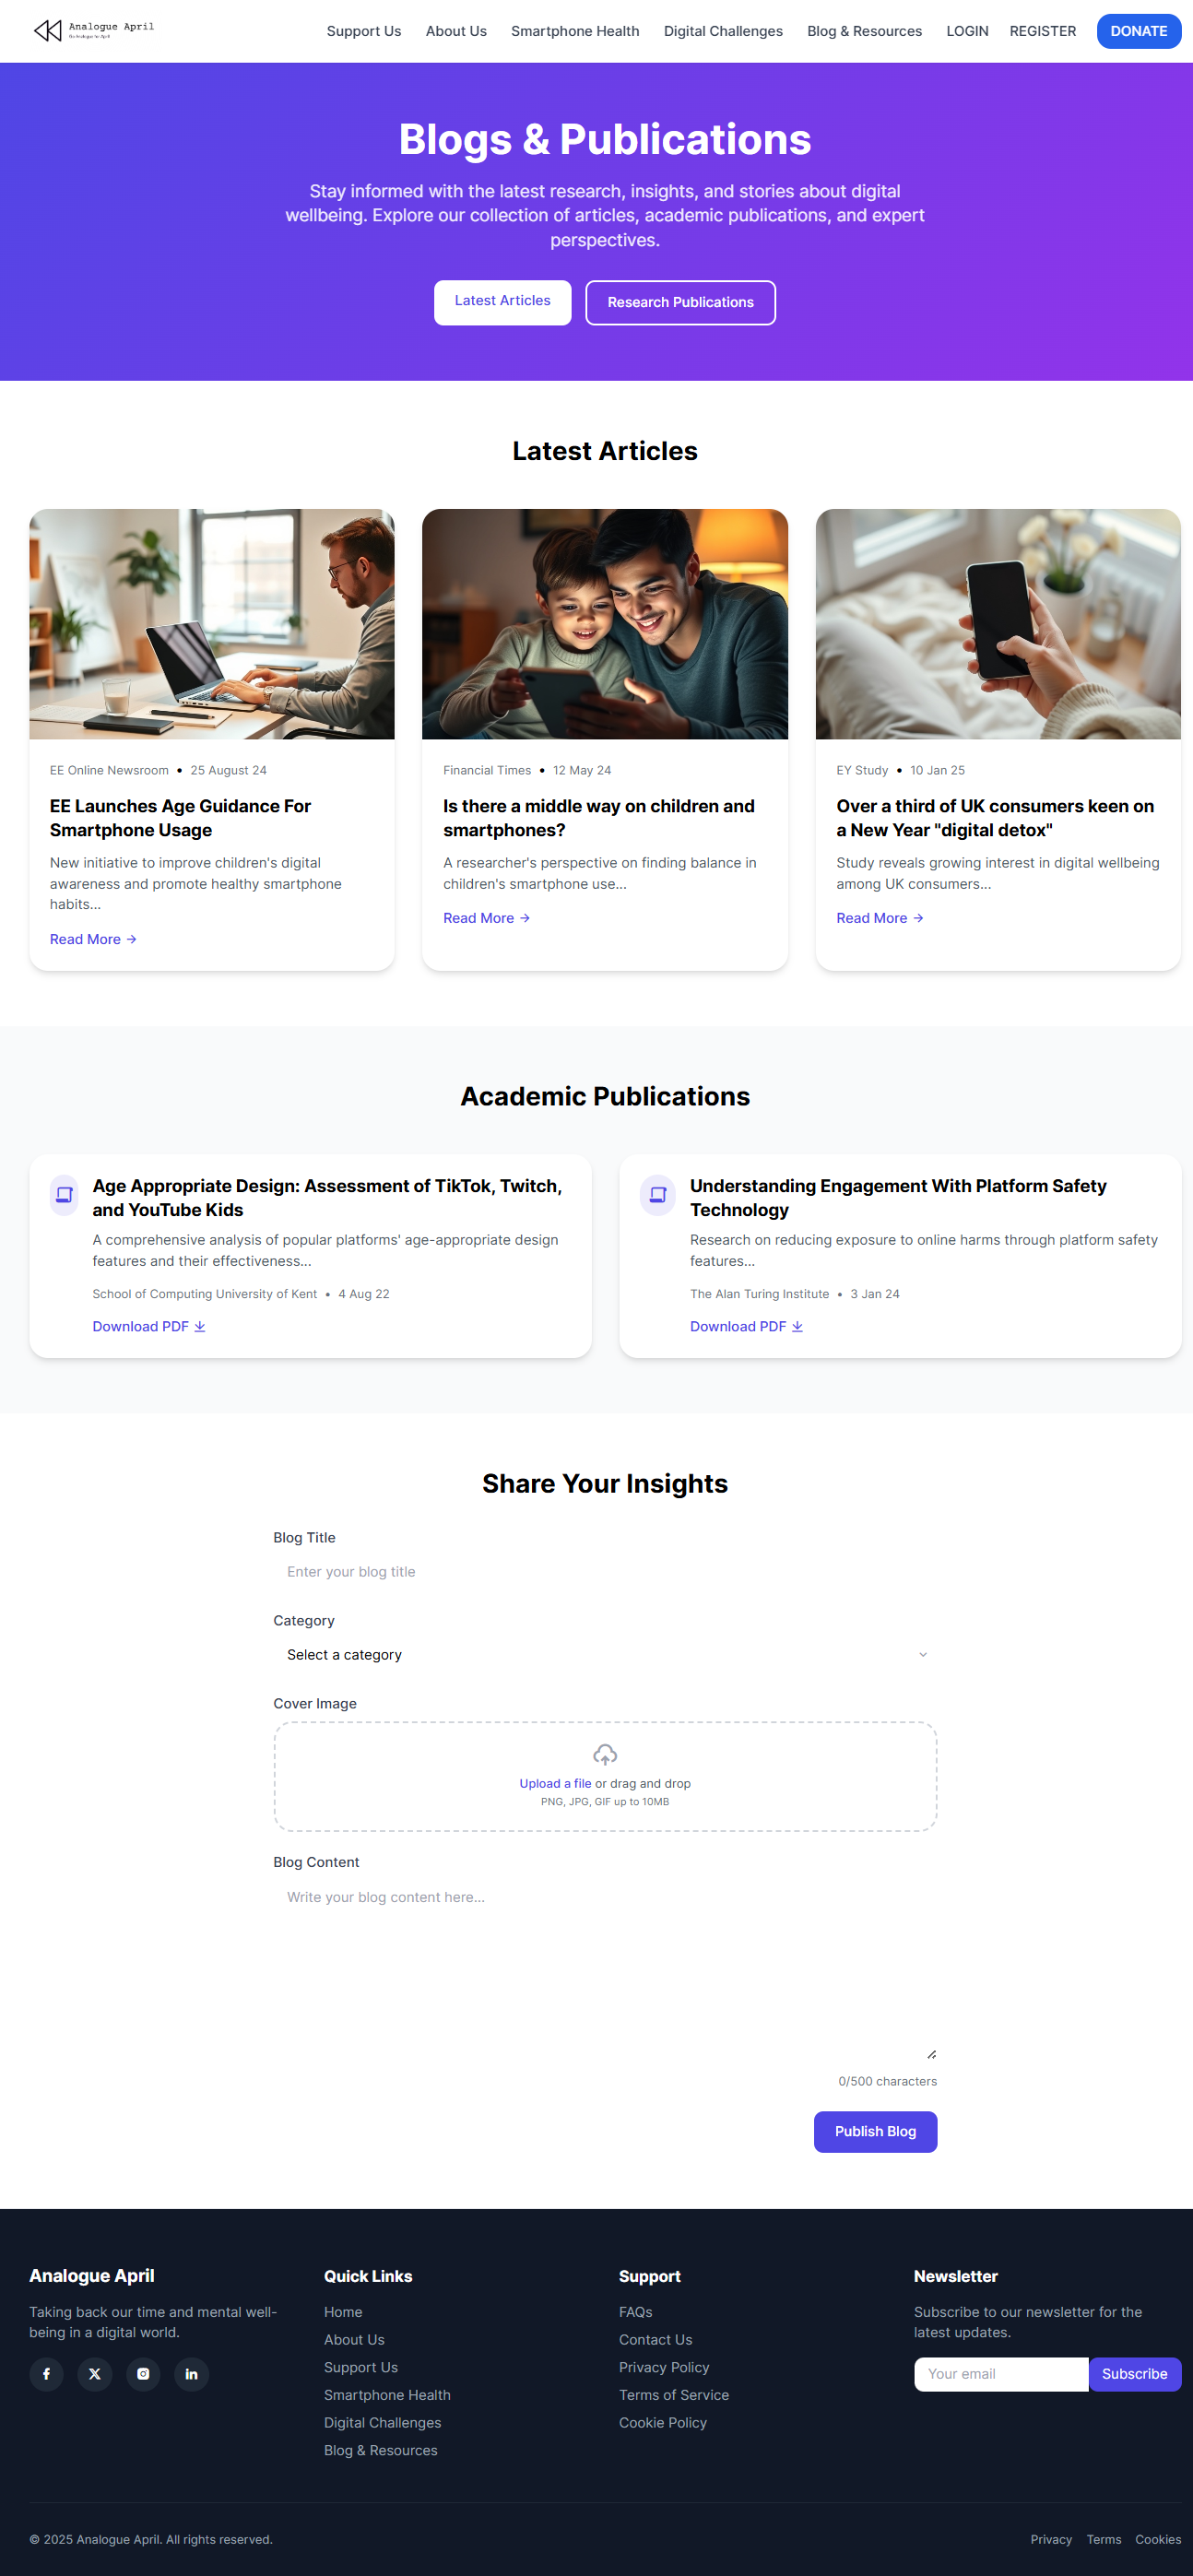 Analogue April
Go Analogue for April
Support Us
About Us
Smartphone Health
Digital Challenges
Blog & Resources
LOGIN
REGISTER
DONATE
Blogs & Publications
Stay informed with the latest research, insights, and stories about digital
wellbeing. Explore our collection of articles, academic publications, and expert
perspectives.
Latest Articles
Research Publications
Latest Articles
EE Online Newsroom • 25 August 24
EE Launches Age Guidance For
Smartphone Usage
New initiative to improve children's digital
awareness and promote healthy smartphone
habits...
Read More →
Financial Times • 12 May 24
Is there a middle way on children and
smartphones?
A researcher's perspective on finding balance in
children's smartphone use...
Read More →
EY Study • 10 Jan 25
Over a third of UK consumers keen on
a New Year "digital detox"
Study reveals growing interest in digital wellbeing
among UK consumers...
Read More →
Academic Publications
Age Appropriate Design: Assessment of TikTok, Twitch,
and YouTube Kids
A comprehensive analysis of popular platforms' age-appropriate design
features and their effectiveness...
School of Computing University of Kent • 4 Aug 22
Download PDF
Understanding Engagement With Platform Safety
Technology
Research on reducing exposure to online harms through platform safety
features...
The Alan Turing Institute • 3 Jan 24
Download PDF
Share Your Insights
Blog Title
Enter your blog title
Category
Select a category
Cover Image
Upload a file or drag and drop
PNG, JPG, GIF up to 10MB
Blog Content
Write your blog content here...
0/500 characters
Publish Blog
Analogue April
Taking back our time and mental well-
being in a digital world.
Quick Links
Home
About Us
Support Us
Smartphone Health
Digital Challenges
Blog & Resources
Support
FAQs
Contact Us
Privacy Policy
Terms of Service
Cookie Policy
Newsletter
Subscribe to our newsletter for the
latest updates.
Your email
Subscribe
© 2025 Analogue April. All rights reserved.
Privacy
Terms
Cookies